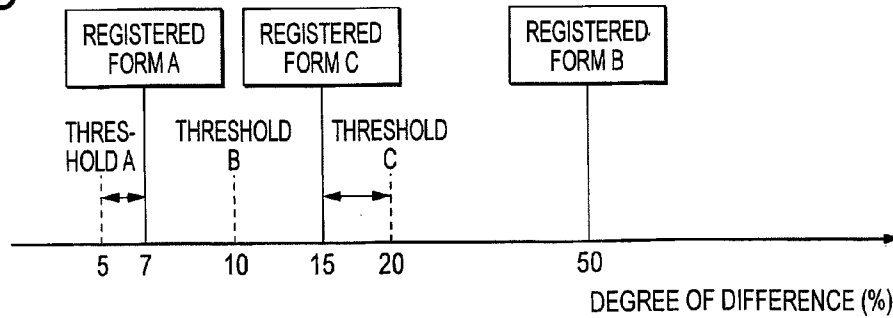 REGISTERED
FORM A
REGISTERED
FORM C
REGISTERED
FORM B
THRES-
HOLD A
THRESHOLD
B
THRESHOLD
C
5 7 10 15 20 50
DEGREE OF DIFFERENCE (%)